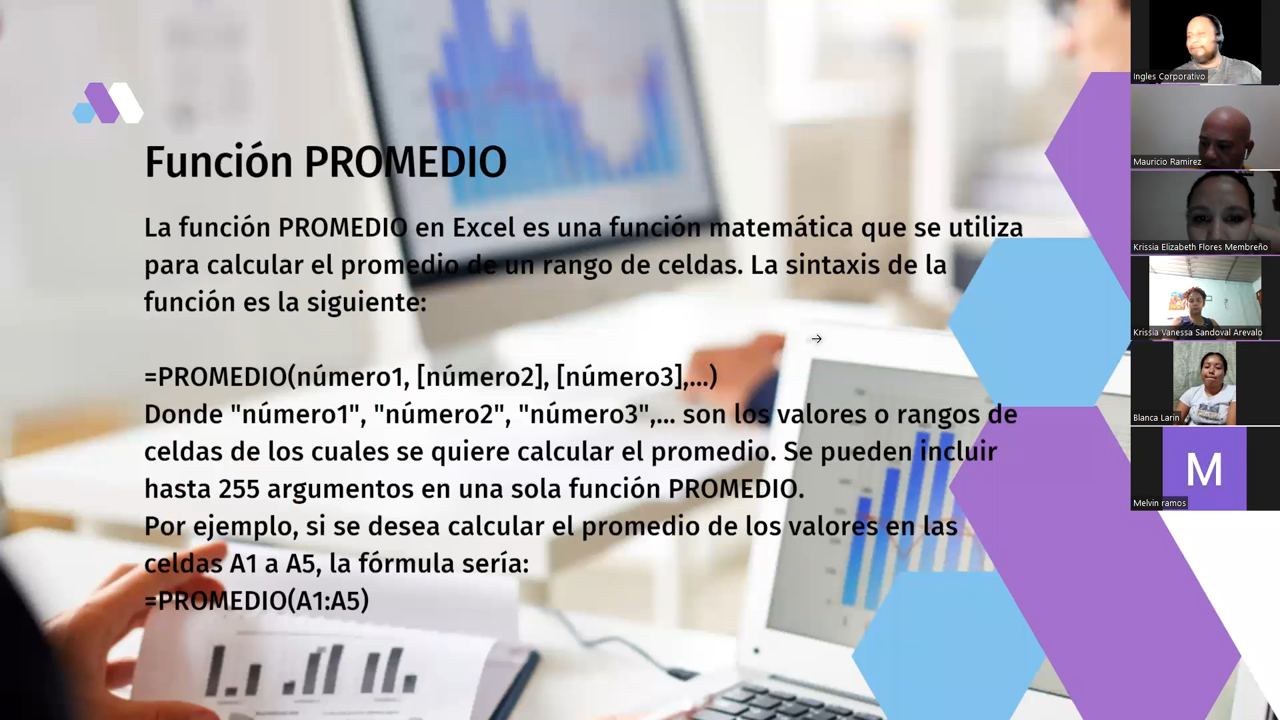 Función PROMEDIO
La función PROMEDIO en Excel es una función matemática que se utiliza
para calcular el promedio de un rango de celdas. La sintaxis de la
función es la siguiente:
=PROMEDIO(número1, [número2], [número3],...)
Donde "número1", "número2", "número3",... son los valores o rangos de
celdas de los cuales se quiere calcular el promedio. Se pueden incluir
hasta 255 argumentos en una sola función PROMEDIO.
Por ejemplo, si se desea calcular el promedio de los valores en las
celdas A1 a A5, la fórmula sería:
=PROMEDIO(A1:A5)
Ingles Corporativo
Mauricio Ramirez
Krissia Elizabeth Flores Membreño
Krissia Vanessa Sandoval Arevalo
Blanca Larin
M
Melvin ramos